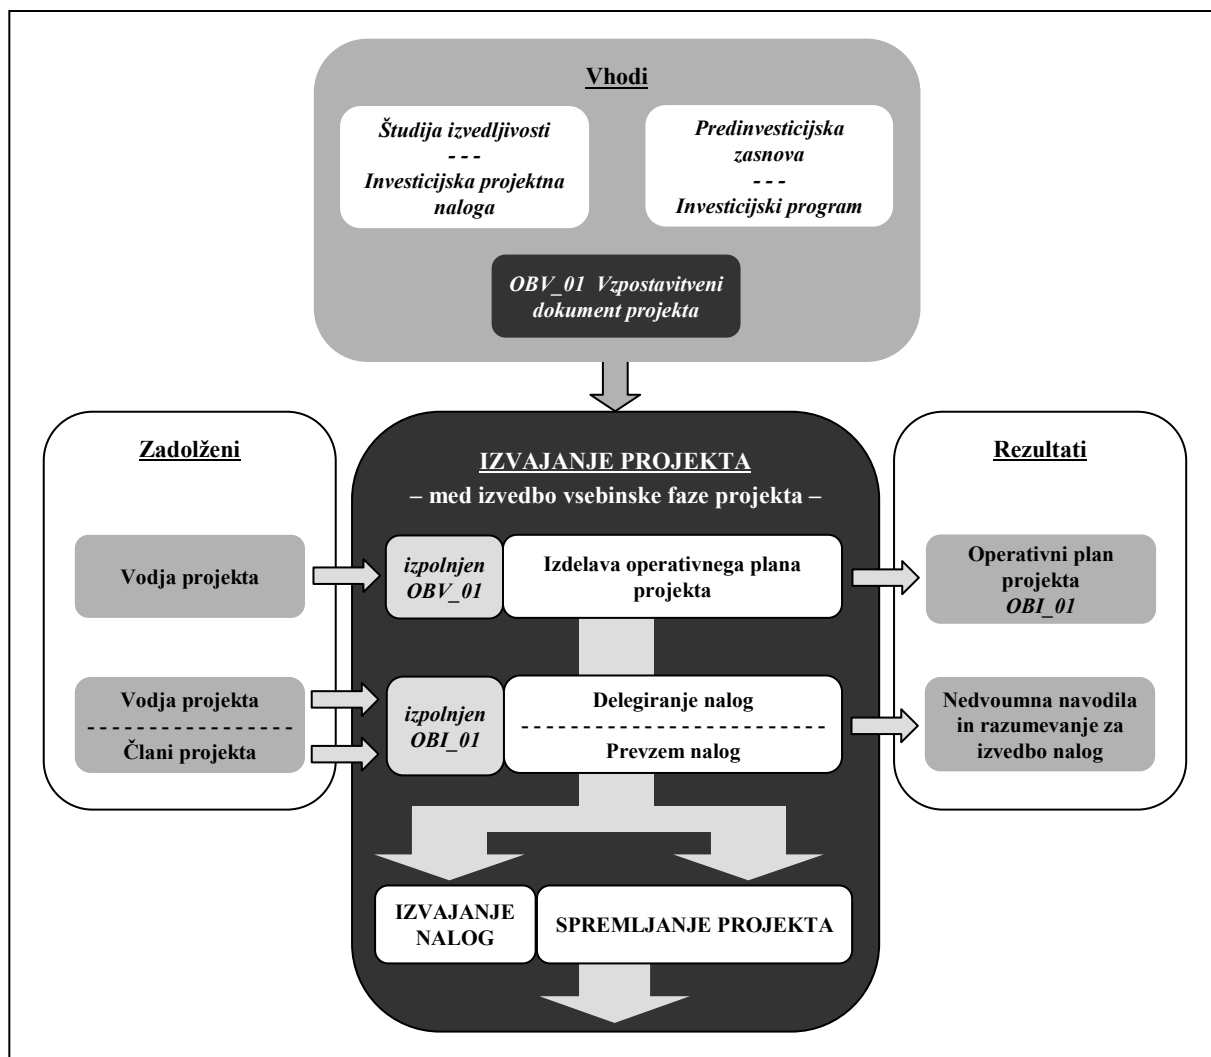 Vhodi
Študija izvedljivosti
- - -
Investicijska projektna
naloga
Predinvesticijska
zasnova
- - -
Investicijski program
OBV_01 Vzpostavitveni
dokument projekta
Zadolženi
Vodja projekta
Vodja projekta
Člani projekta
IZVAJANJE PROJEKTA
– med izvedbo vsebinske faze projekta –
izpolnjen
OBV_01
Izdelava operativnega plana
projekta
izpolnjen
OBI_01
Delegiranje nalog
Prevzem nalog
IZVAJANJE
NALOG
SPREMLJANJE PROJEKTA
Rezultati
Operativni plan
projekta
OBI_01
Nedvoumna navodila
in razumevanje za
izvedbo nalog